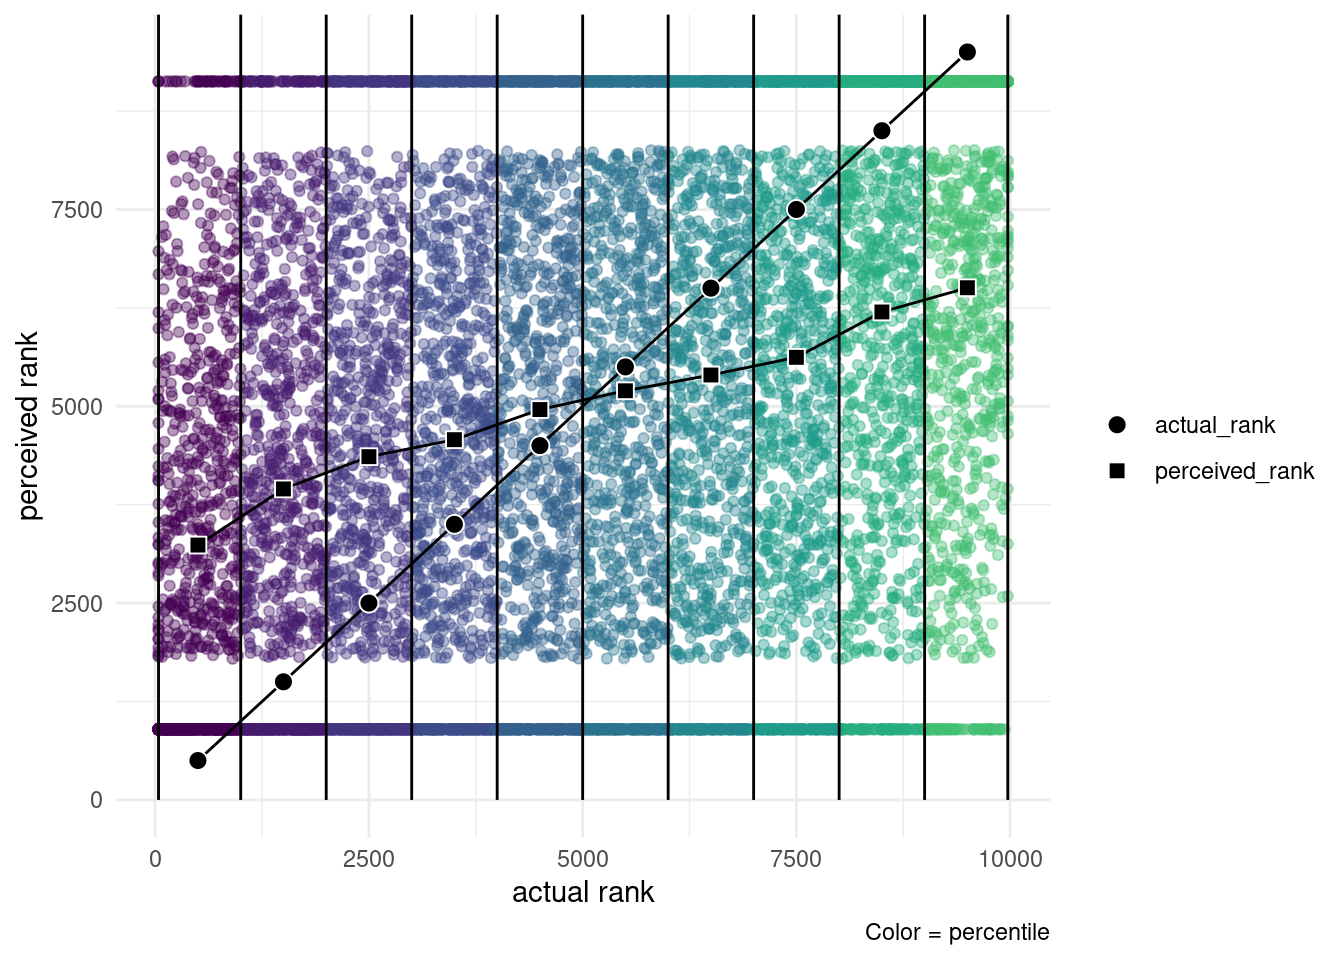 7500
5000
2500
0
perceived rank
0
2500
5000
7500
10000
actual rank
actual_rank
perceived_rank
Color = percentile